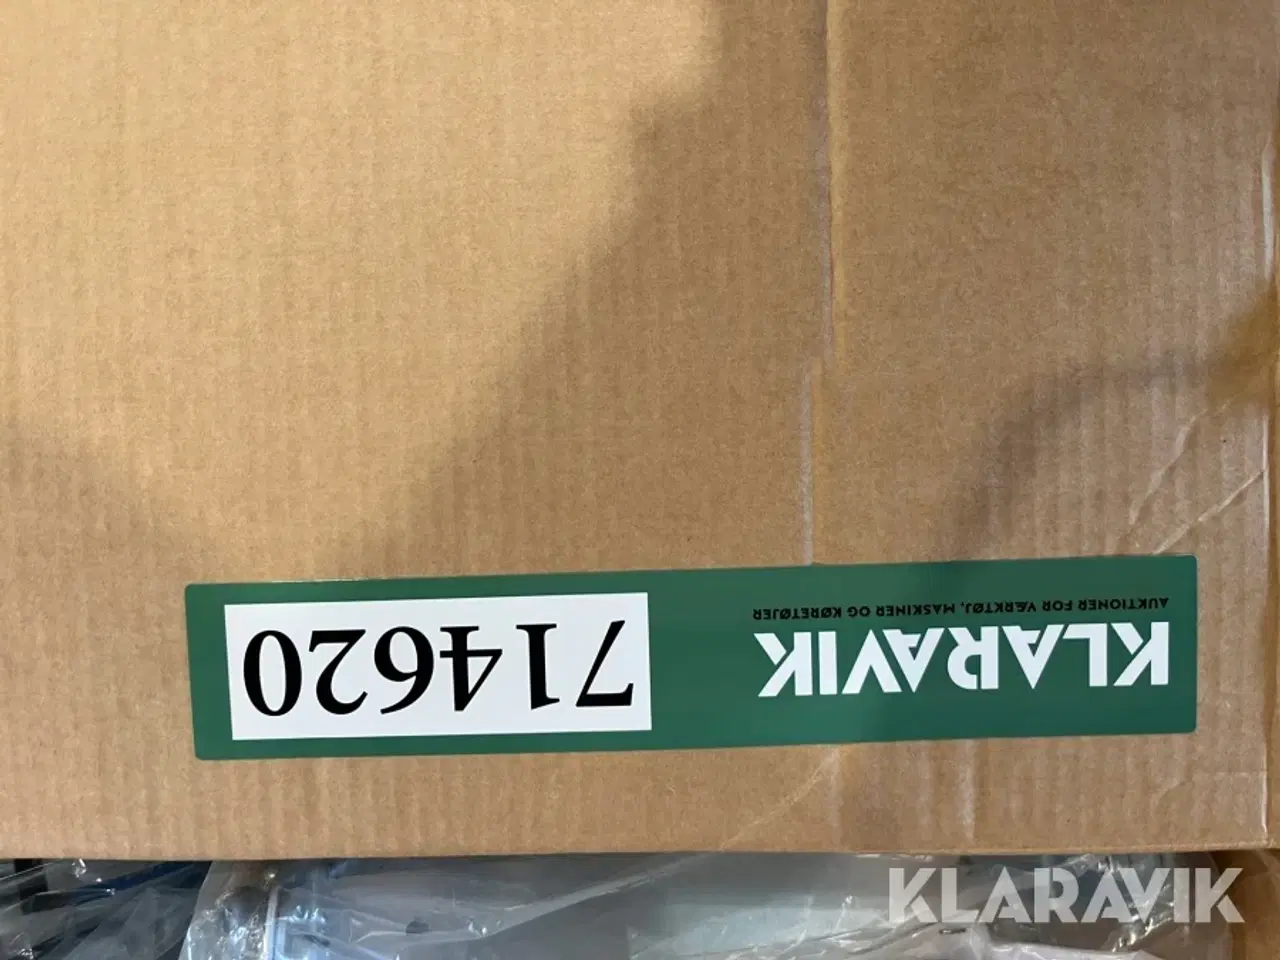 KLARAVIK
AUKTIONER FOR VÆRKTØJ, MASKINER OG KØRETØJER
714620
KLARAVIK